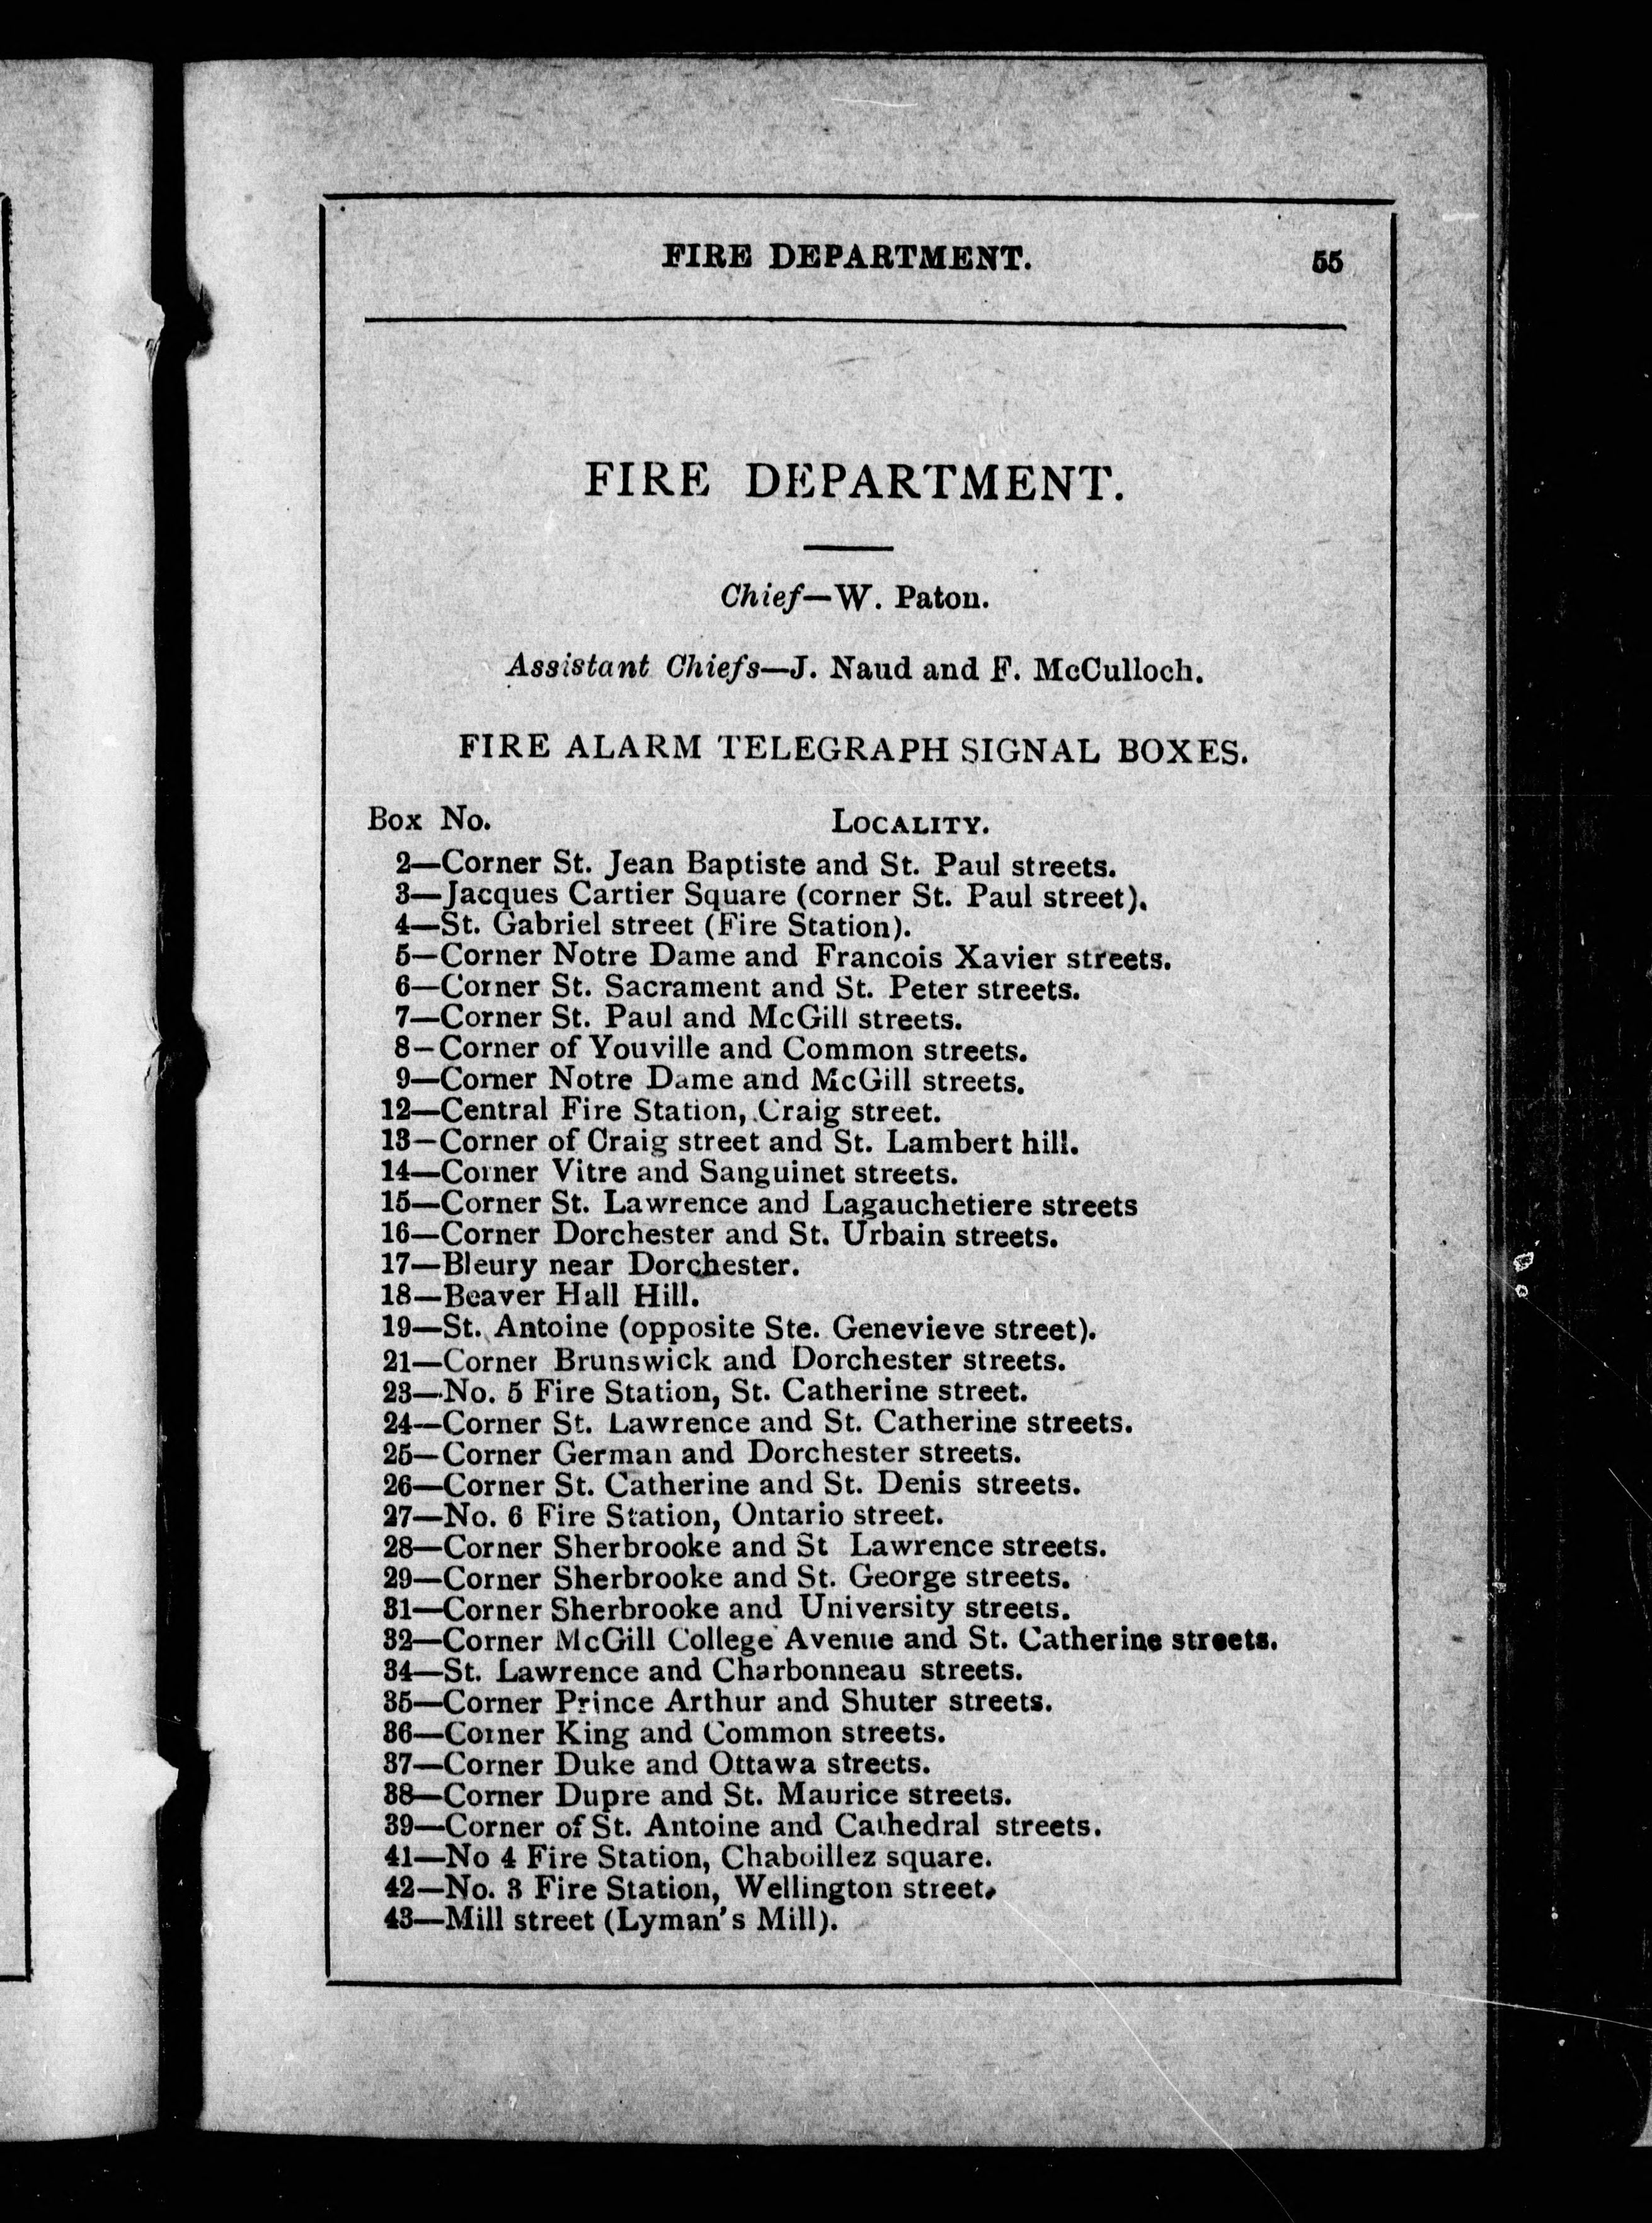 FIRE DEPARTMENT. 55
FIRE DEPARTMENT.
Chief—W. Paton.
Assistant Chiefs—J. Naud and F. McCulloch.
FIRE ALARM TELEGRAPH SIGNAL BOXES.
Box No. LOCALITY.
2—Corner St. Jean Baptiste and St. Paul streets.
3—Jacques Cartier Square (corner St. Paul street).
4—St. Gabriel street (Fire Station).
5—Corner Notre Dame and Francois Xavier streets.
6—Corner St. Sacrament and St. Peter streets.
7—Corner St. Paul and McGill streets.
8—Corner of Youville and Common streets.
9—Corner Notre Dame and McGill streets.
12—Central Fire Station, Craig street.
13—Corner of Craig street and St. Lambert hill.
14—Corner Vitre and Sanguinet streets.
15—Corner St. Lawrence and Lagauchetiere streets
16—Corner Dorchester and St. Urbain streets.
17—Bleury near Dorchester.
18—Beaver Hall Hill.
19—St. Antoine (opposite Ste. Genevieve street).
21—Corner Brunswick and Dorchester streets.
23—No. 5 Fire Station, St. Catherine street.
24—Corner St. Lawrence and St. Catherine streets.
25—Corner German and Dorchester streets.
26—Corner St. Catherine and St. Denis streets.
27—No. 6 Fire Station, Ontario street.
28—Corner Sherbrooke and St Lawrence streets.
29—Corner Sherbrooke and St. George streets.
31—Corner Sherbrooke and University streets.
32—Corner McGill College Avenue and St. Catherine streets.
34—St. Lawrence and Charbonneau streets.
35—Corner Prince Arthur and Shuter streets.
36—Corner King and Common streets.
37—Corner Duke and Ottawa streets.
38—Corner Dupre and St. Maurice streets.
39—Corner of St. Antoine and Cathedral streets.
41—No 4 Fire Station, Chaboillez square.
42—No. 3 Fire Station, Wellington street.
43—Mill street (Lyman's Mill).